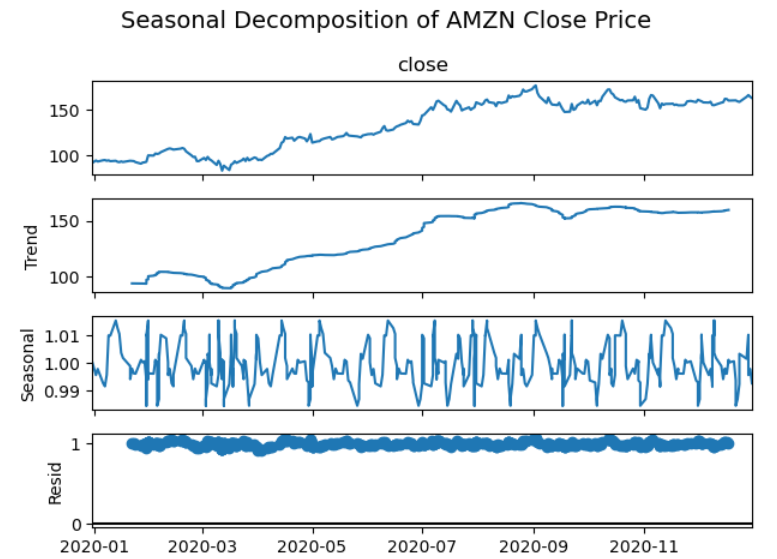 Seasonal Decomposition of AMZN Close Price
close
150
100
Trend
150
100
Seasonal
1.01
1.00
0.99
Resid
1
0
2020-01 2020-03 2020-05 2020-07 2020-09 2020-11